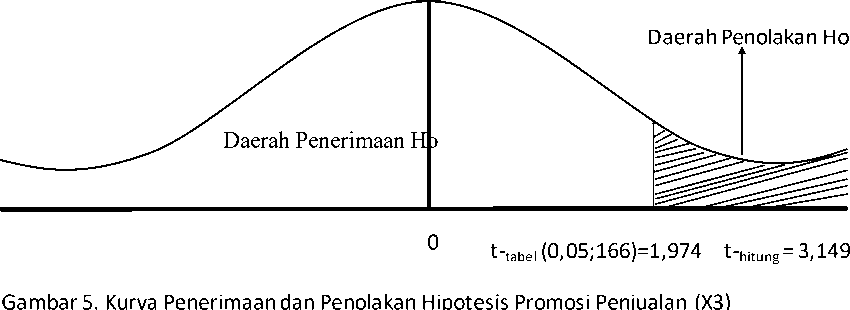 Daerah Penolakan Ho
Daerah Penerimaan Ho
0
t-tabel (0,05;166)=1,974 t-hitung = 3,149
Gambar 5. Kurva Penerimaan dan Penolakan Hipotesis Promosi Penjualan (X3)